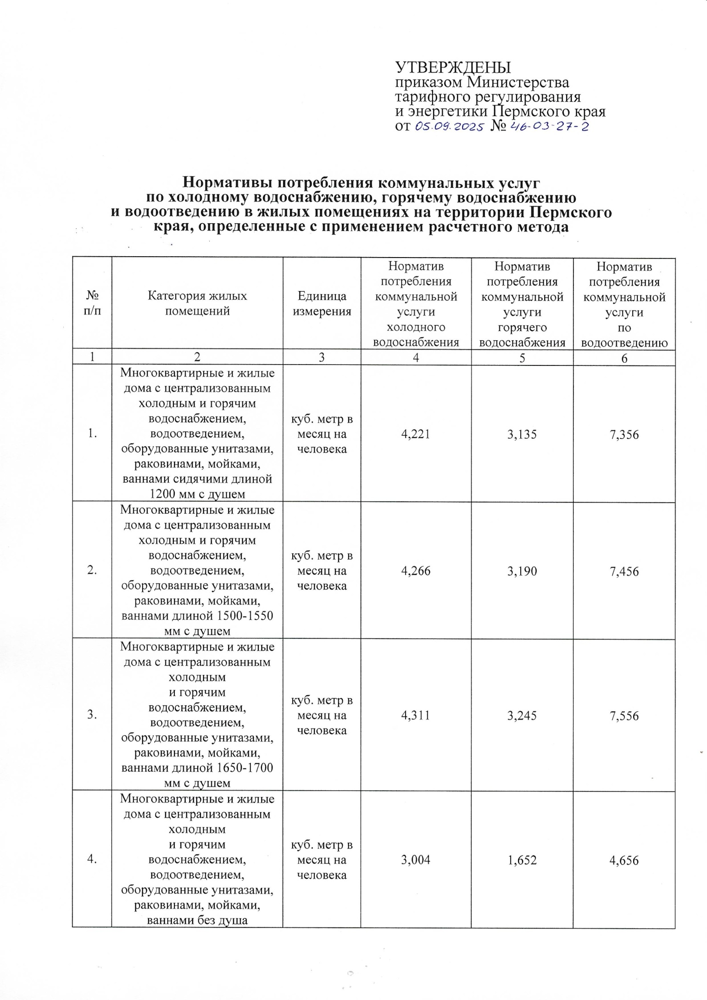 УТВЕРЖДЕНЫ
приказом Министерства
тарифного регулирования
и энергетики Пермского края
от 05.09.2025 № 46-03-27-2
Нормативы потребления коммунальных услуг
по холодному водоснабжению, горячему водоснабжению
и водоотведению в жилых помещениях на территории Пермского
края, определенные с применением расчетного метода
№
п/п
Категория жилых
помещений
Единица
измерения
Норматив
потребления
коммунальной
услуги
холодного
водоснабжения
Норматив
потребления
коммунальной
услуги
горячего
водоснабжения
Норматив
потребления
коммунальной
услуги
по
водоотведению
1
2
3
4
5
6
1.
Многоквартирные и жилые
дома с централизованным
холодным и горячим
водоснабжением,
водоотведением,
оборудованные унитазами,
раковинами, мойками,
ваннами сидячими длиной
1200 мм с душем
куб. метр в
месяц на
человека
4,221
3,135
7,356
2.
Многоквартирные и жилые
дома с централизованным
холодным и горячим
водоснабжением,
водоотведением,
оборудованные унитазами,
раковинами, мойками,
ваннами длиной 1500-1550
мм с душем
куб. метр в
месяц на
человека
4,266
3,190
7,456
3.
Многоквартирные и жилые
дома с централизованным
холодным
и горячим
водоснабжением,
водоотведением,
оборудованные унитазами,
раковинами, мойками,
ваннами длиной 1650-1700
мм с душем
куб. метр в
месяц на
человека
4,311
3,245
7,556
4.
Многоквартирные и жилые
дома с централизованным
холодным
и горячим
водоснабжением,
водоотведением,
оборудованные унитазами,
раковинами, мойками,
ваннами без душа
куб. метр в
месяц на
человека
3,004
1,652
4,656